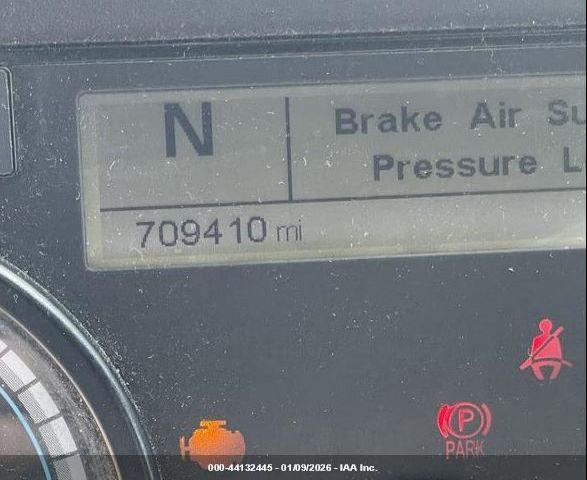 N
Brake Air Su
Pressure L
709410 mi
P
PARK
000-44132445 - 01/09/2026 - IAA Inc.